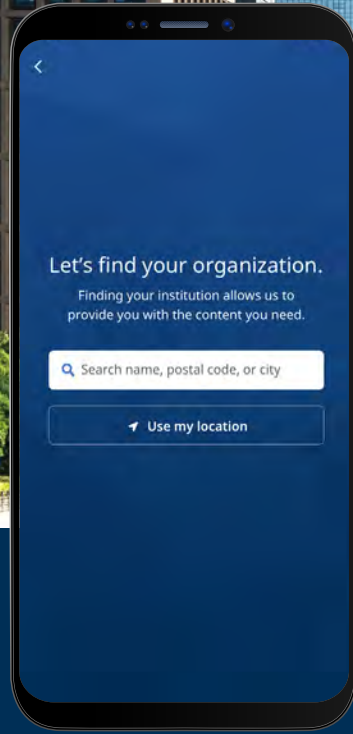 Let’s find your organization.
Finding your institution allows us to
provide you with the content you need.
Search name, postal code, or city
Use my location